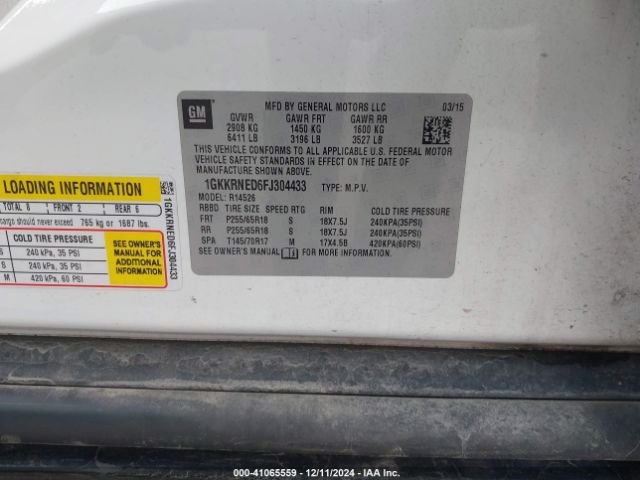 GM
MFD BY GENERAL MOTORS LLC 03/15
GVWR GAWR FRT GAWR RR
2908 KG 1450 KG 1600 KG
6411 LB 3196 LB 3527 LB
THIS VEHICLE CONFORMS TO ALL APPLICABLE U.S. FEDERAL MOTOR
VEHICLE SAFETY STANDARDS IN EFFECT ON THE DATE OF
MANUFACTURE SHOWN ABOVE.
1GKKRNED6FJ304433 TYPE: M.P.V.
MODEL: R14526
RBBD TIRE SIZE SPEED RTG RIM COLD TIRE PRESSURE
FRT P255/65R18 S 18X7.5J 240KPA(35PSI)
RR P255/65R18 S 18X7.5J 240KPA(35PSI)
SPA T145/70R17 M 17X4.5B 420KPA(60PSI)
SEE OWNER'S MANUAL FOR MORE INFORMATION.
LOADING INFORMATION
TOTAL 8 FRONT 2 REAR 6
cargo should never exceed 765 kg or 1687 lbs.
COLD TIRE PRESSURE
S 240 kPa, 35 PSI
S 240 kPa, 35 PSI
M 420 kPa, 60 PSI
SEE OWNER'S
MANUAL FOR
ADDITIONAL
INFORMATION
1GKKRNED6FJ304433
000-41065559 - 12/11/2024 - IAA Inc.